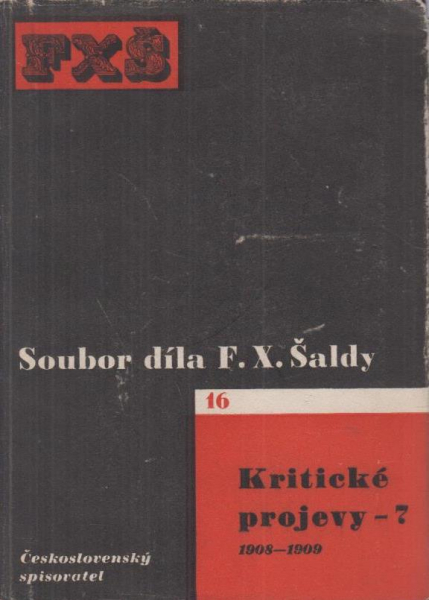 FXŠ
Soubor díla F. X. Šaldy
16
Kritické
projevy – 7
1908—1909
Československý
spisovatel